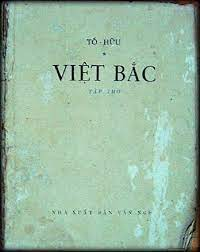 TỐ-HỮU
VIỆT BẮC
TẬP THƠ
NHÀ XUẤT BẢN VĂN NGHỆ